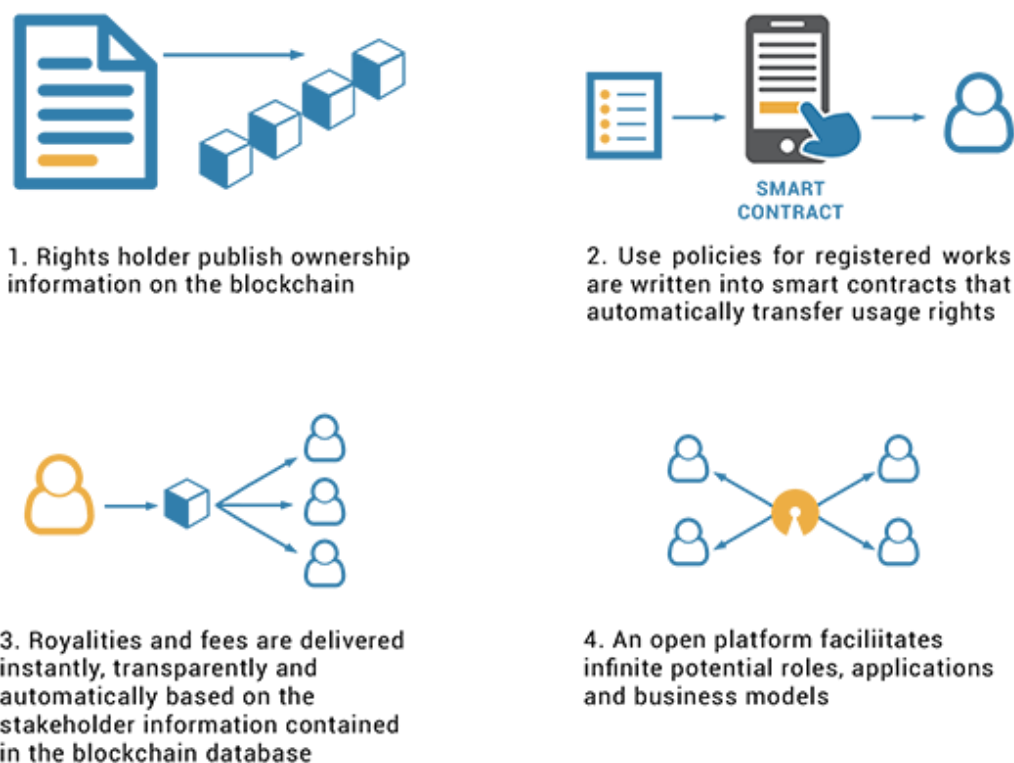 SMART
CONTRACT
1. Rights holder publish ownership
information on the blockchain
2. Use policies for registered works
are written into smart contracts that
automatically transfer usage rights
3. Royalities and fees are delivered
instantly, transparently and
automatically based on the
stakeholder information contained
in the blockchain database
4. An open platform faciliitates
infinite potential roles, applications
and business models